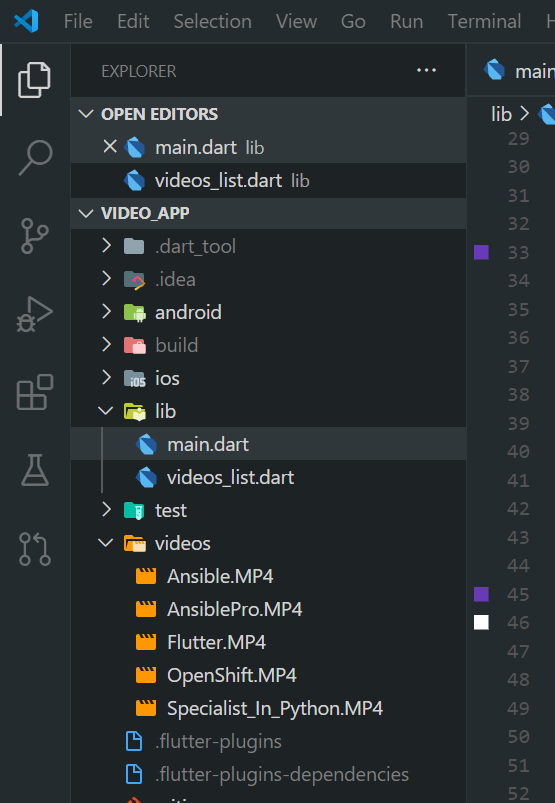 File Edit Selection View Go Run Terminal
EXPLORER ...
OPEN EDITORS
main.dart lib
videos_list.dart lib
VIDEO_APP
.dart_tool
.idea
android
build
iOS ios
lib
main.dart
videos_list.dart
test
videos
Ansible.MP4
AnsiblePro.MP4
Flutter.MP4
OpenShift.MP4
Specialist_In_Python.MP4
.flutter-plugins
.flutter-plugins-dependencies
main
lib >
29
30
31
32
33
34
35
36
37
38
39
40
41
42
43
44
45
46
47
48
49
50
51
52